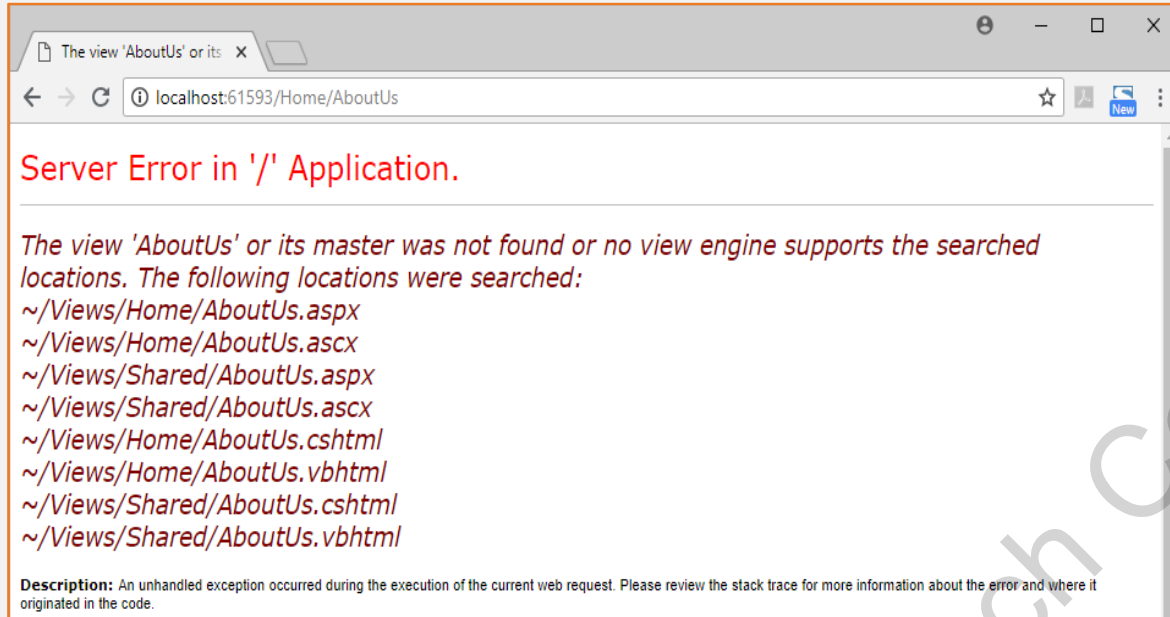 The view 'AboutUs' or its
localhost:61593/Home/AboutUs
New
Server Error in '/' Application.
The view 'AboutUs' or its master was not found or no view engine supports the searched
locations. The following locations were searched:
~/Views/Home/AboutUs.aspx
~/Views/Home/AboutUs.ascx
~/Views/Shared/AboutUs.aspx
~/Views/Shared/AboutUs.ascx
~/Views/Home/AboutUs.cshtml
~/Views/Home/AboutUs.vbhtml
~/Views/Shared/AboutUs.cshtml
~/Views/Shared/AboutUs.vbhtml
Description: An unhandled exception occurred during the execution of the current web request. Please review the stack trace for more information about the error and where it
originated in the code.